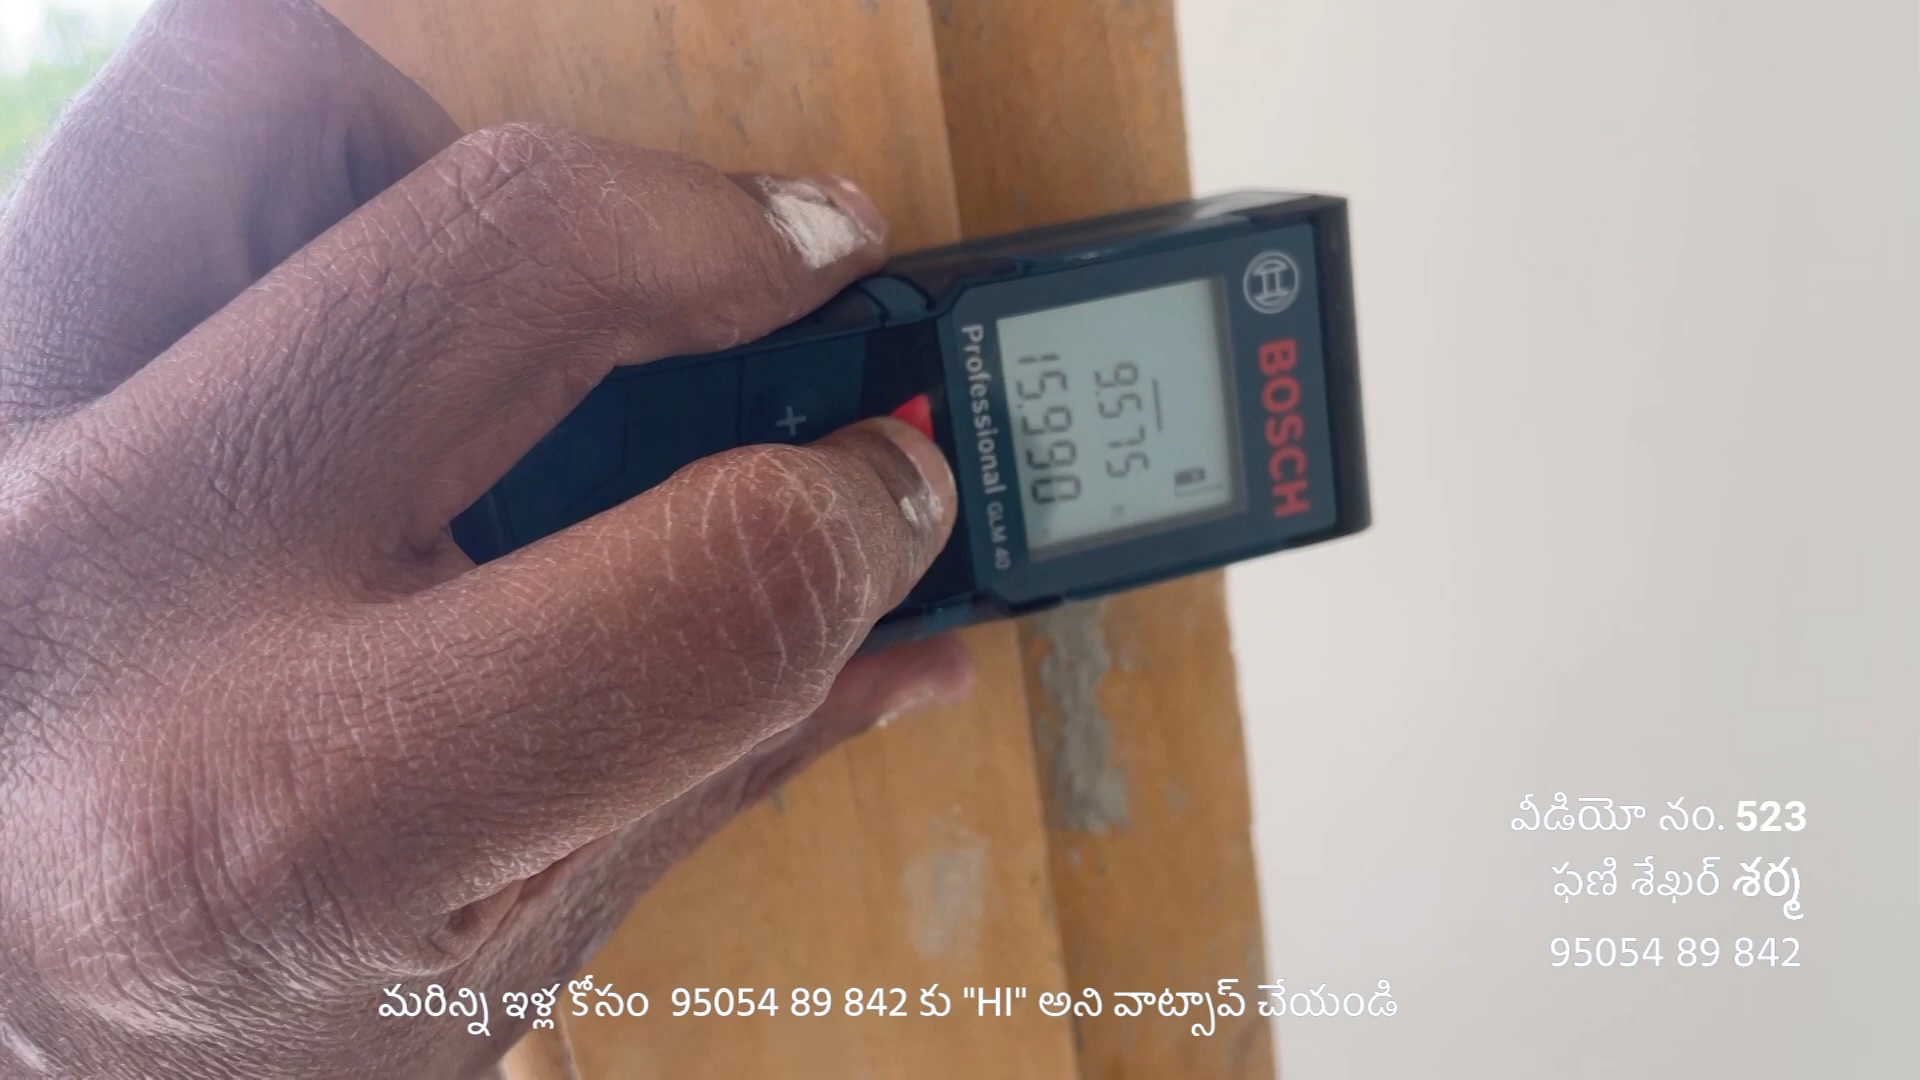 BOSCH
9.575
15.990
Professional GLM 40
వీడియో నం. 523
ఫణి శేఖర్ శర్మ
95054 89 842
మరిన్ని ఇళ్ల కోసం 95054 89 842 కు "HI" అని వాట్సాప్ చేయండి